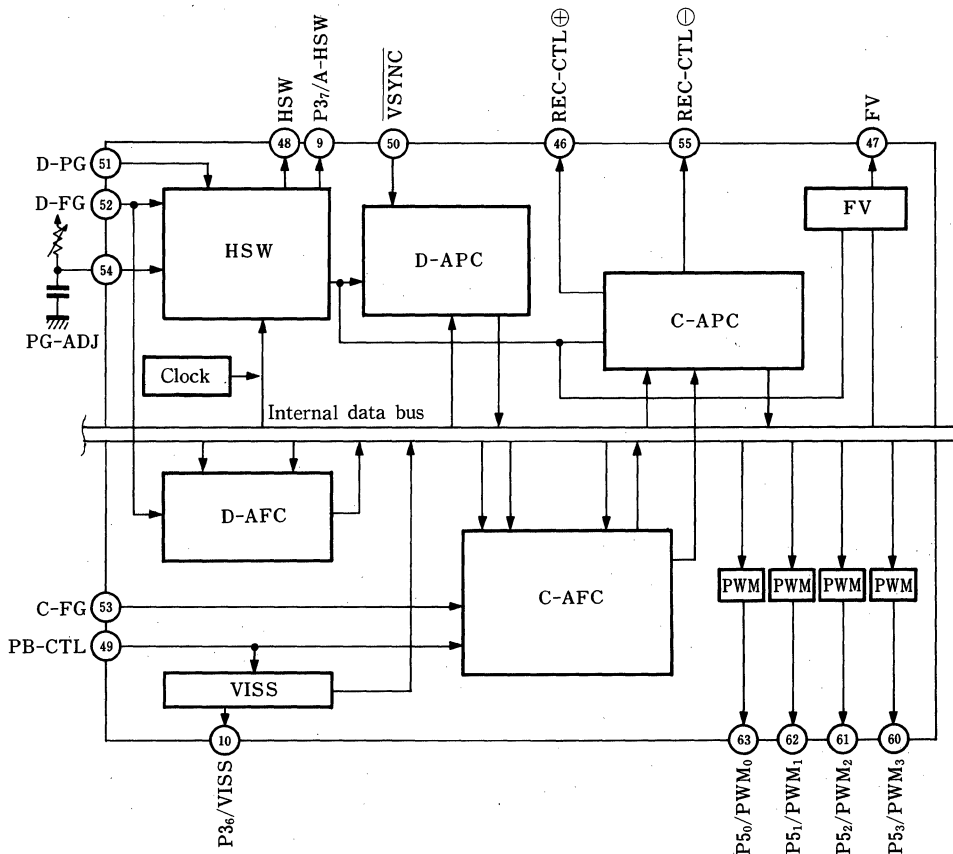 HSW
P3₇/A-HSW
VSYNC
REC-CTL⊕
REC-CTL⊖
FV
48
9
50
46
55
47
D-PG
51
D-FG
52
54
PG-ADJ
HSW
D-APC
FV
C-APC
Clock
Internal data bus
D-AFC
C-AFC
C-FG
53
PB-CTL
49
VISS
PWM
PWM
PWM
PWM
10
63
62
61
60
P3₆/VISS
P5₀/PWM₀
P5₁/PWM₁
P5₂/PWM₂
P5₃/PWM₃